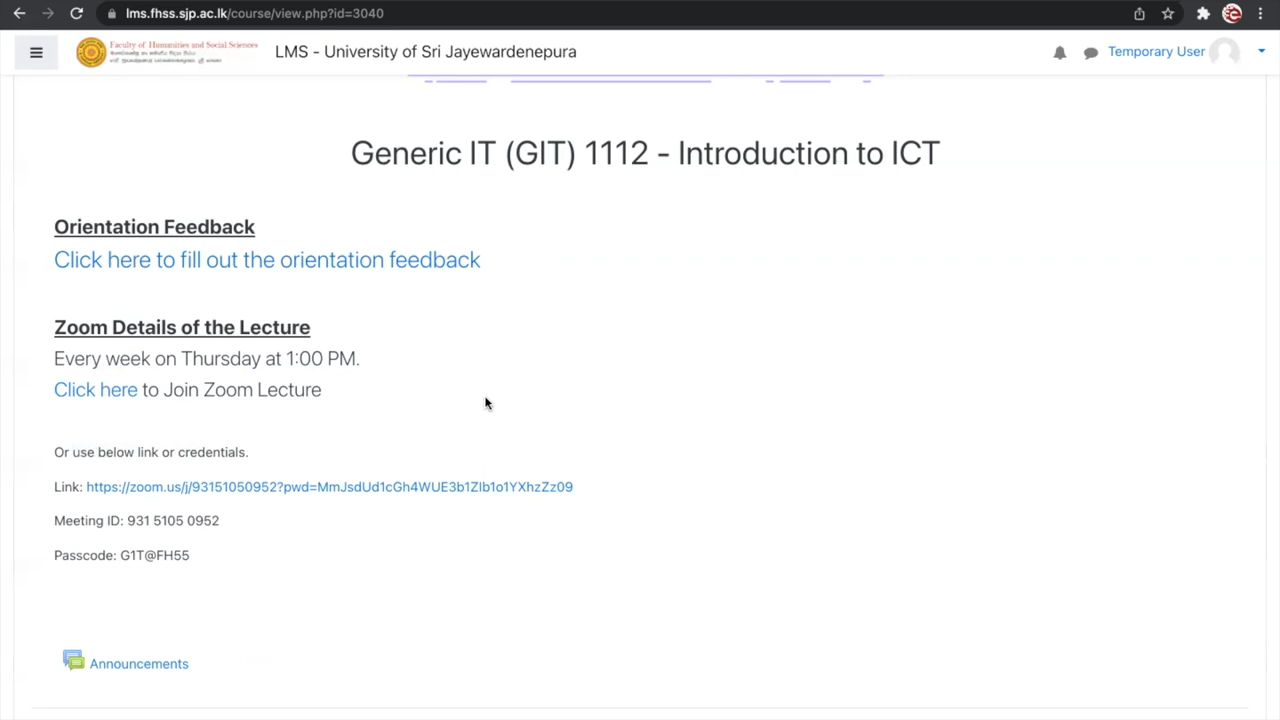 lms.fhss.sjp.ac.lk/course/view.php?id=3040
Faculty of Humanities and Social Sciences
LMS - University of Sri Jayewardenepura
Temporary User
Generic IT (GIT) 1112 - Introduction to ICT
Orientation Feedback
Click here to fill out the orientation feedback
Zoom Details of the Lecture
Every week on Thursday at 1:00 PM.
Click here to Join Zoom Lecture
Or use below link or credentials.
Link: https://zoom.us/j/93151050952?pwd=MmJsdUd1cGh4WUE3b1ZIb1o1YXhzZz09
Meeting ID: 931 5105 0952
Passcode: G1T@FH55
Announcements